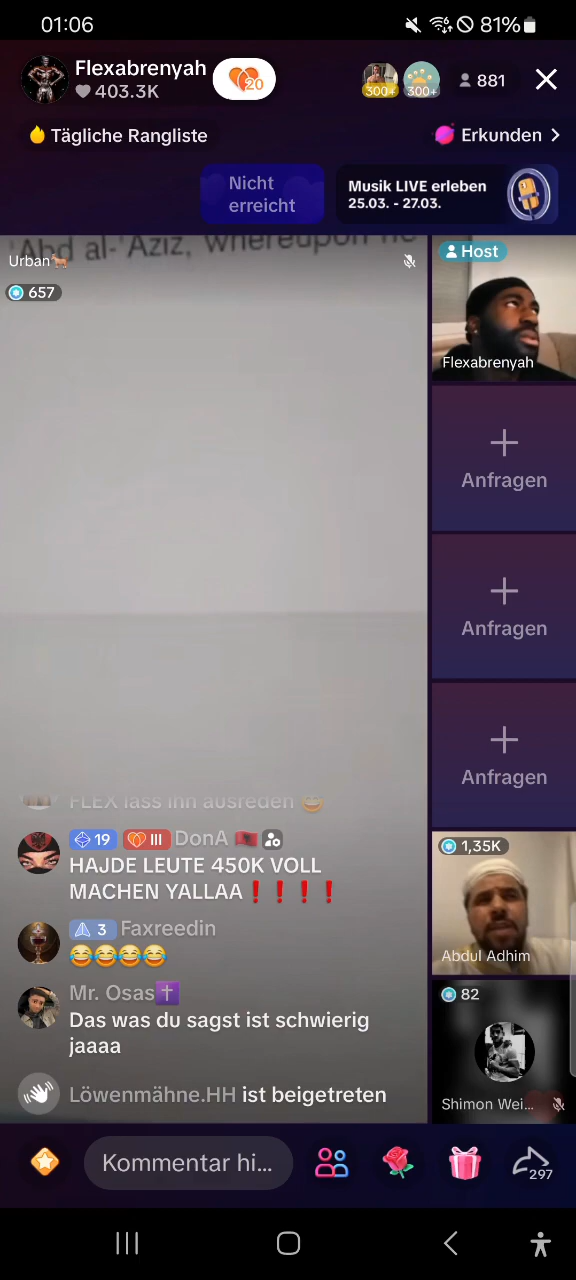 01:06
81%
Flexabrenyah
403.3K
20
300+
300+
881
Tägliche Rangliste
Erkunden
Nicht
erreicht
Musik LIVE erleben
25.03. - 27.03.
'Abd al-'Aziz, whereupon he
Urban
657
Host
Flexabrenyah
Anfragen
Anfragen
Anfragen
FLEX lass ihn ausreden 😅
19 III DonA 🇦🇱
HAJDE LEUTE 450K VOLL
MACHEN YALLAA❗❗❗❗
3 Faxreedin
😂😂😂😂
Mr. Osas✝️
Das was du sagst ist schwierig
jaaaa
Löwenmähne.HH ist beigetreten
1,35K
Abdul Adhim
82
Shimon Wei...
Kommentar hi...
297